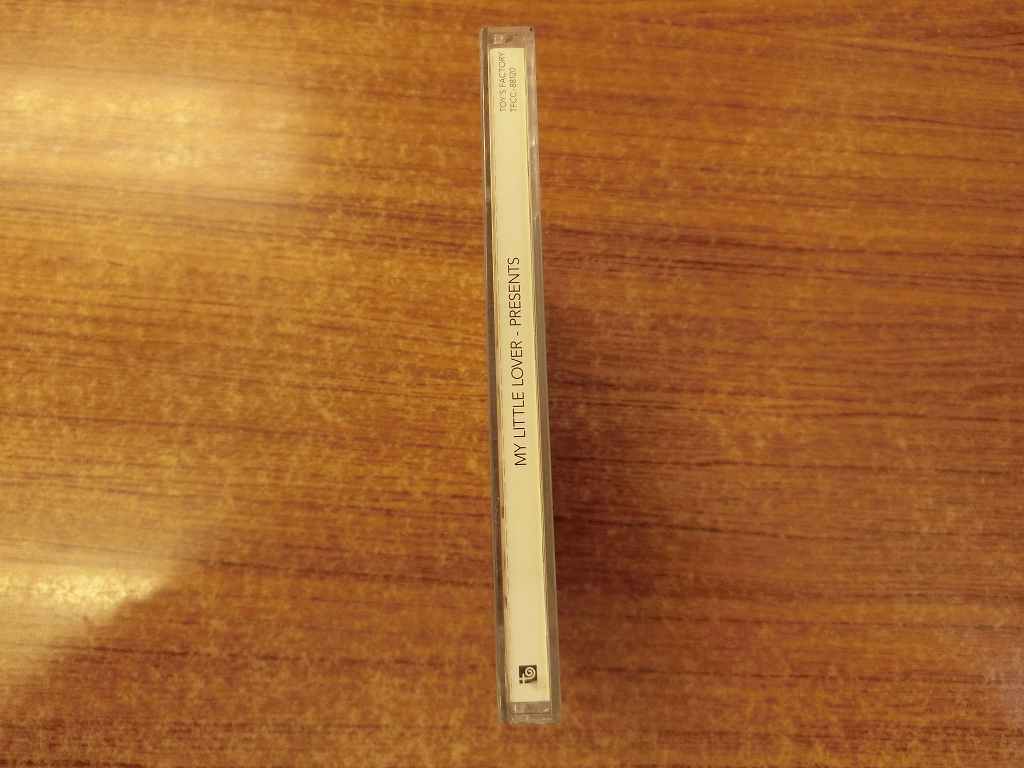 MY LITTLE LOVER - PRESENTS
TOY'S FACTORY
TFCC-88120